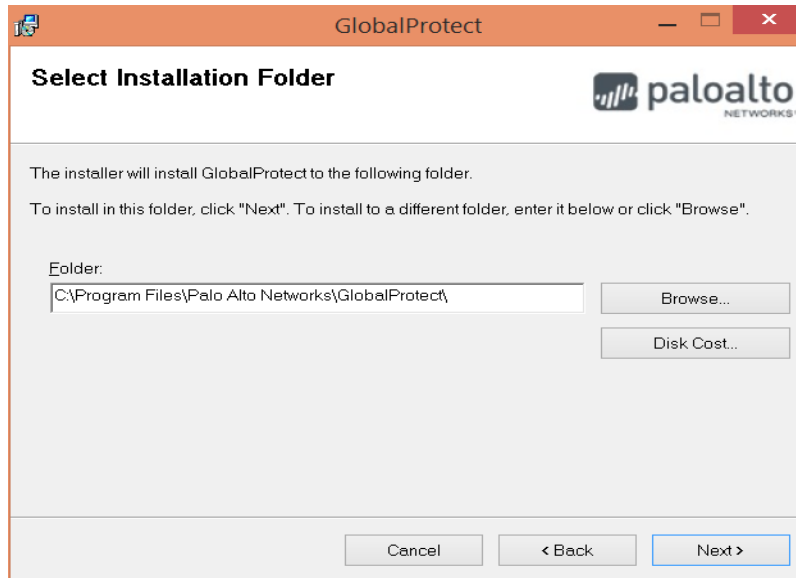 GlobalProtect
Select Installation Folder
paloalto
NETWORKS
The installer will install GlobalProtect to the following folder.
To install in this folder, click "Next". To install to a different folder, enter it below or click "Browse".
Folder:
C:\Program Files\Palo Alto Networks\GlobalProtect\
Browse...
Disk Cost...
Cancel
< Back
Next >